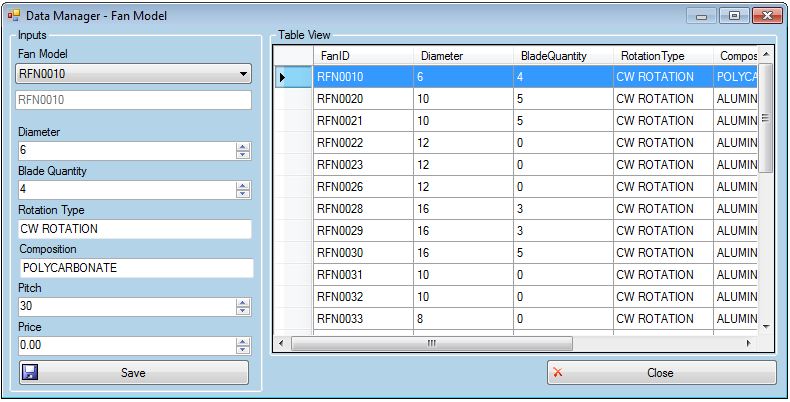 Data Manager - Fan Model
Inputs
Fan Model
RFN0010
RFN0010
Diameter
6
Blade Quantity
4
Rotation Type
CW ROTATION
Composition
POLYCARBONATE
Pitch
30
Price
0.00
Save
Table View
FanID Diameter BladeQuantity RotationType Compos
RFN0010 6 4 CW ROTATION POLYCA
RFN0020 10 5 CW ROTATION ALUMIN
RFN0021 10 5 CW ROTATION ALUMIN
RFN0022 12 0 CW ROTATION ALUMIN
RFN0023 12 0 CW ROTATION ALUMIN
RFN0026 12 0 CW ROTATION ALUMIN
RFN0028 16 3 CW ROTATION ALUMIN
RFN0029 16 3 CW ROTATION ALUMIN
RFN0030 16 5 CW ROTATION ALUMIN
RFN0031 10 0 CW ROTATION ALUMIN
RFN0032 10 0 CW ROTATION ALUMIN
RFN0033 8 0 CW ROTATION ALUMIN
Close